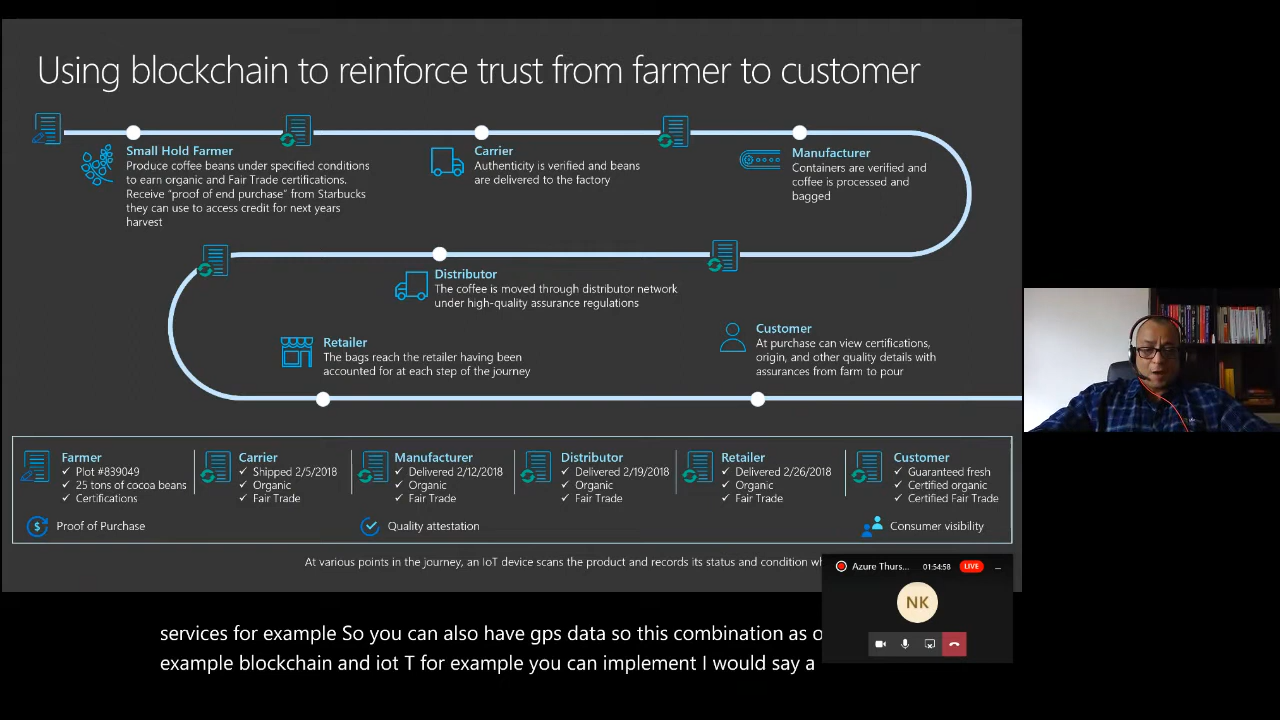 Using blockchain to reinforce trust from farmer to customer
Small Hold Farmer
Produce coffee beans under specified conditions
to earn organic and Fair Trade certifications.
Receive “proof of end purchase” from Starbucks
they can use to access credit for next years
harvest
Carrier
Authenticity is verified and beans
are delivered to the factory
Manufacturer
Containers are verified and
coffee is processed and
bagged
Distributor
The coffee is moved through distributor network
under high-quality assurance regulations
Retailer
The bags reach the retailer having been
accounted for at each step of the journey
Customer
At purchase can view certifications,
origin, and other quality details with
assurances from farm to pour
Farmer
✓ Plot #839049
✓ 25 tons of cocoa beans
✓ Certifications
Carrier
✓ Shipped 2/5/2018
✓ Organic
✓ Fair Trade
Manufacturer
✓ Delivered 2/12/2018
✓ Organic
✓ Fair Trade
Distributor
✓ Delivered 2/19/2018
✓ Organic
✓ Fair Trade
Retailer
✓ Delivered 2/26/2018
✓ Organic
✓ Fair Trade
Customer
✓ Guaranteed fresh
✓ Certified organic
✓ Certified Fair Trade
$ Proof of Purchase
Quality attestation
Consumer visibility
At various points in the journey, an IoT device scans the product and records its status and condition
Azure Thurs... 01:54:58 LIVE
NK
services for example So you can also have gps data so this combination as
example blockchain and iot T for example you can implement I would say a